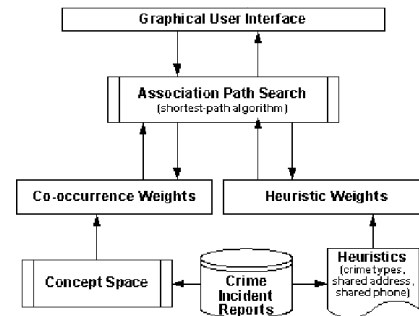 Graphical User Interface
Association Path Search
(shortest-path algorithm)
Co-occurrence Weights
Heuristic Weights
Concept Space
Crime
Incident
Reports
Heuristics
(crime types,
shared address,
shared phone)